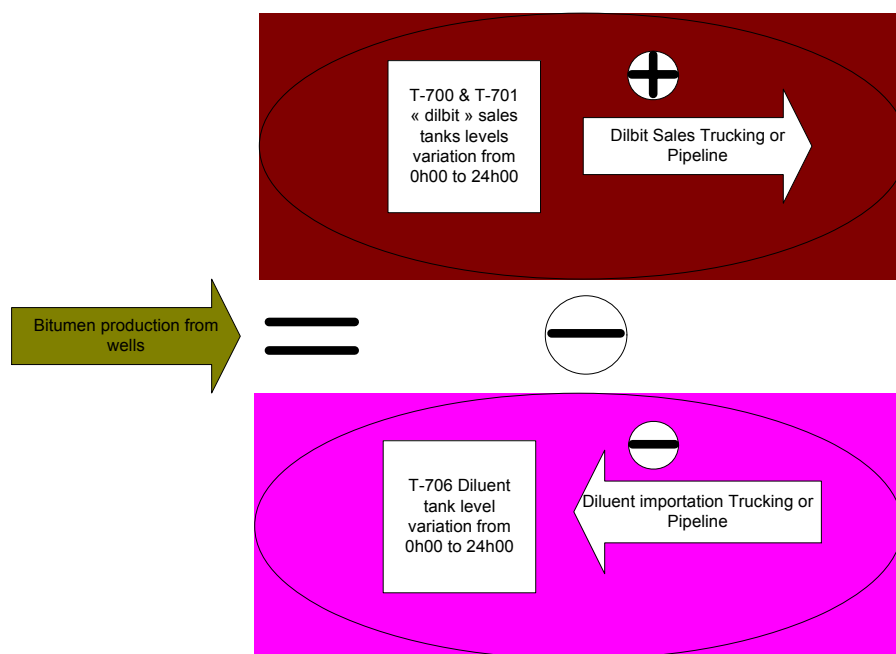 T-700 & T-701
« dilbit » sales
tanks levels
variation from
0h00 to 24h00
Dilbit Sales Trucking or
Pipeline
Bitumen production from
wells
T-706 Diluent
tank level
variation from
0h00 to 24h00
Diluent importation Trucking or
Pipeline